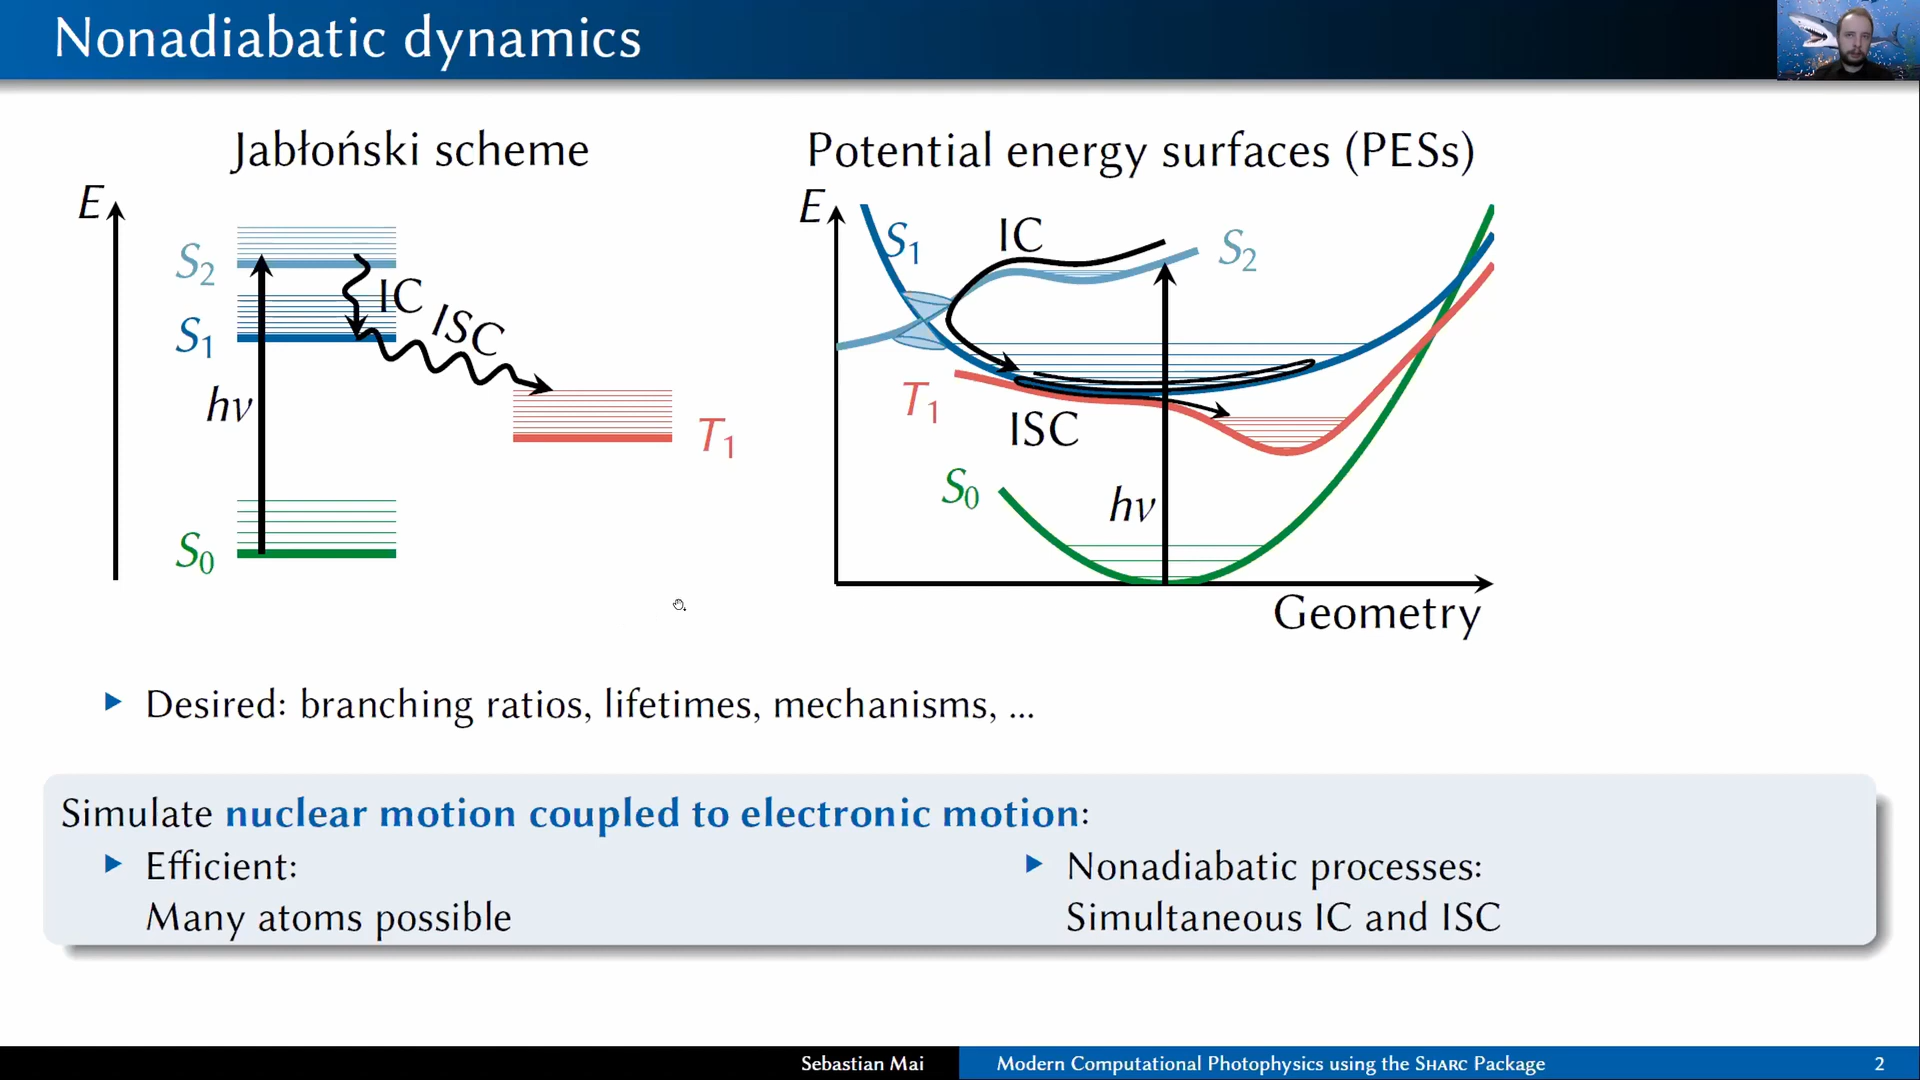 Nonadiabatic dynamics
Jabłoński scheme
E
S2
IC
ISC
S1
hν
T1
S0
Potential energy surfaces (PESs)
E
S1
IC
S2
T1
ISC
S0
hν
Geometry
Desired: branching ratios, lifetimes, mechanisms, ...
Simulate nuclear motion coupled to electronic motion:
Efficient:
Many atoms possible
Nonadiabatic processes:
Simultaneous IC and ISC
Sebastian Mai
Modern Computational Photophysics using the SHARC Package
2